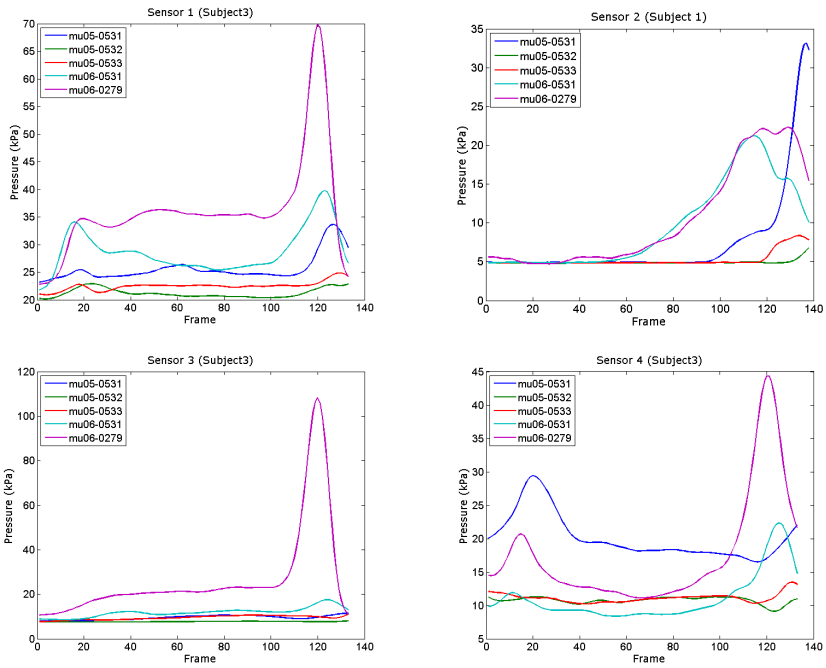 Sensor 1 (Subject3)
70
65
60
55
50
45
40
35
30
25
20
Pressure (kPa)
mu05-0531
mu05-0532
mu05-0533
mu06-0531
mu06-0279
0 20 40 60 80 100 120 140
Frame
Sensor 2 (Subject 1)
35
30
25
20
15
10
5
0
Pressure (kPa)
mu05-0531
mu05-0532
mu05-0533
mu06-0531
mu06-0279
0 20 40 60 80 100 120 140
Frame
Sensor 3 (Subject3)
120
100
80
60
40
20
0
Pressure (kPa)
mu05-0531
mu05-0532
mu05-0533
mu06-0531
mu06-0279
0 20 40 60 80 100 120 140
Frame
Sensor 4 (Subject3)
45
40
35
30
25
20
15
10
5
Pressure (kPa)
mu05-0531
mu05-0532
mu05-0533
mu06-0531
mu06-0279
0 20 40 60 80 100 120 140
Frame